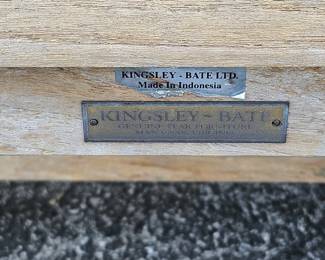 KINGSLEY - BATE LTD.
Made In Indonesia
KINGSLEY - BATE
GENUINE TEAK FURNITURE